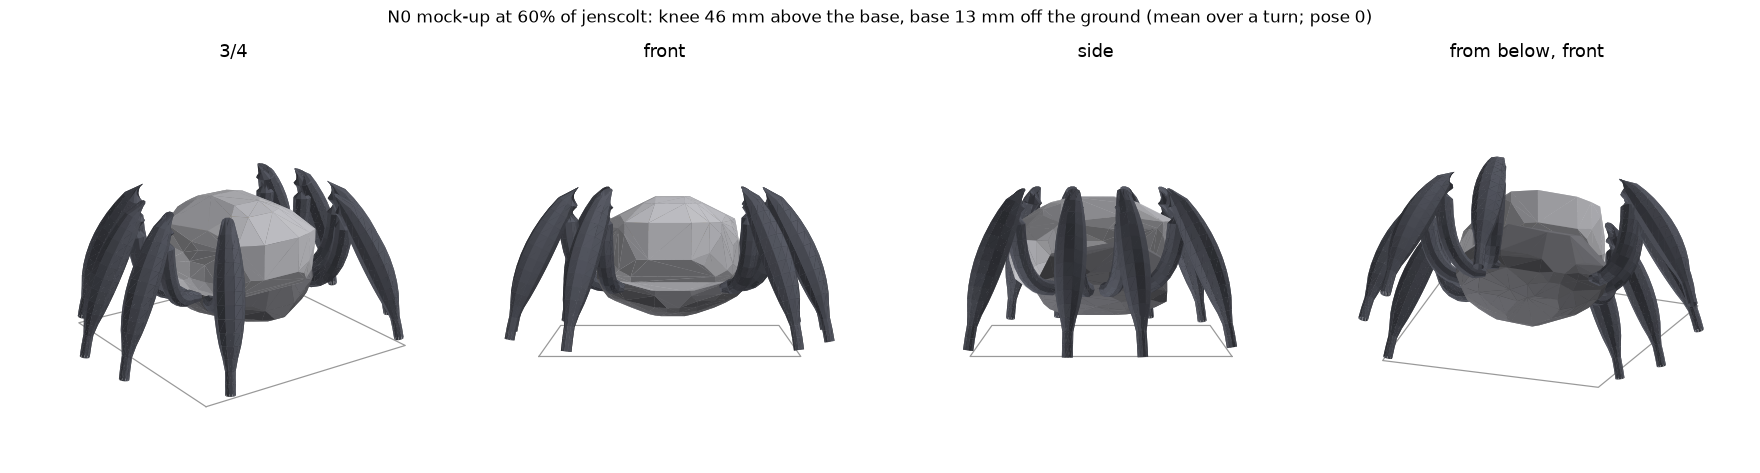 N0 mock-up at 60% of jenscolt: knee 46 mm above the base, base 13 mm off the ground (mean over a turn; pose 0)
3/4
front
side
from below, front